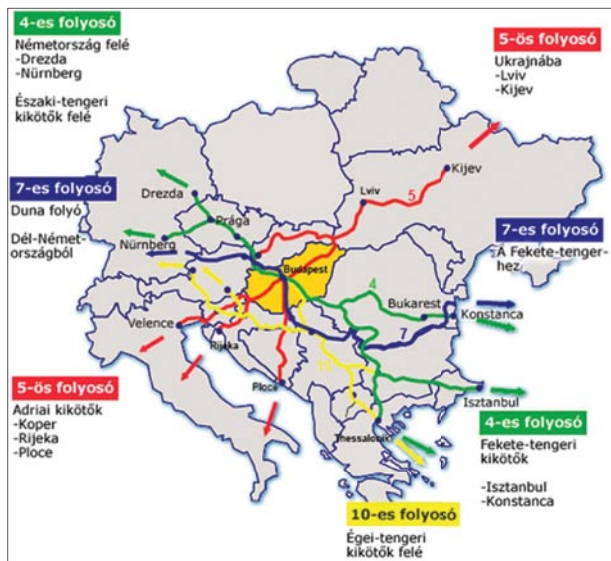 4-es folyosó
Németország felé
-Drezda
-Nürnberg
Északi-tengeri
kikötők felé
5-ös folyosó
Ukrajnába
-Lviv
-Kijev
7-es folyosó
Duna folyó
Dél-Német-
országból
Drezda
Prága
Nürnberg
Lviv
5
Kijev
7-es folyosó
A Fekete-tenger-
hez
Budapest
4
Bukarest
Konstanca
7
Velence
Rijeka
10
Ploce
Isztanbul
Thessaloniki
5-ös folyosó
Adriai kikötők
-Koper
-Rijeka
-Ploce
4-es folyosó
Fekete-tengeri
kikötők
-Isztanbul
-Konstanca
10-es folyosó
Égei-tengeri
kikötők felé